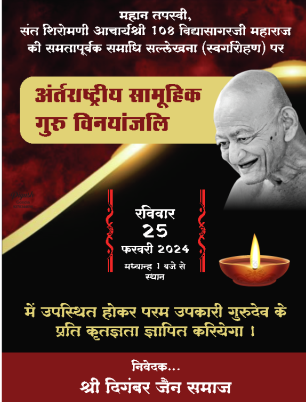 महान तपस्वी,
संत शिरोमणी आचार्यश्री 108 विद्यासागरजी महाराज
की समतापूर्वक समाधि सल्लेखना (स्वर्गारोहण) पर
अंर्तराष्ट्रीय सामूहिक
गुरु विनयांजलि
रविवार
25
फरवरी 2024
मध्यान्ह 1 बजे से
स्थान
में उपस्थित होकर परम उपकारी गुरुदेव के
प्रति कृतज्ञता ज्ञापित करियेगा !
निवेदक...
श्री दिगंबर जैन समाज